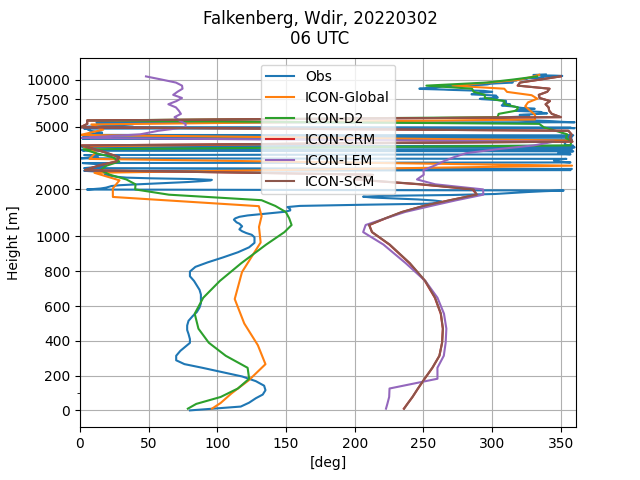 Falkenberg, Wdir, 20220302
06 UTC
Obs
ICON-Global
ICON-D2
ICON-CRM
ICON-LEM
ICON-SCM
Height [m]
10000
7500
5000
2000
1000
800
600
400
200
0
0 50 100 150 200 250 300 350
[deg]